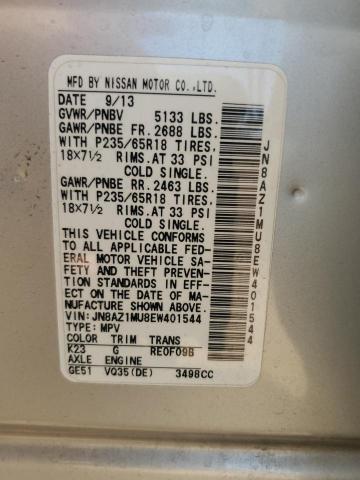 MFD BY NISSAN MOTOR CO.,LTD.
DATE 9/13
GVWR/PNBV 5133 LBS.
GAWR/PNBE FR. 2688 LBS.
WITH P235/65R18 TIRES,
18X7½ RIMS.AT 33 PSI
COLD SINGLE.
GAWR/PNBE RR. 2463 LBS.
WITH P235/65R18 TIRES,
18X7½ RIMS.AT 33 PSI
COLD SINGLE.
THIS VEHICLE CONFORMS
TO ALL APPLICABLE FED-
ERAL MOTOR VEHICLE SA-
FETY AND THEFT PREVEN-
TION STANDARDS IN EFF-
ECT ON THE DATE OF MA-
NUFACTURE SHOWN ABOVE.
VIN:JN8AZ1MU8EW401544
TYPE: MPV
COLOR TRIM TRANS
K23 G RE0F09B
AXLE ENGINE
GE51 VQ35(DE) 3498CC
JN8AZ1MU8EW401544